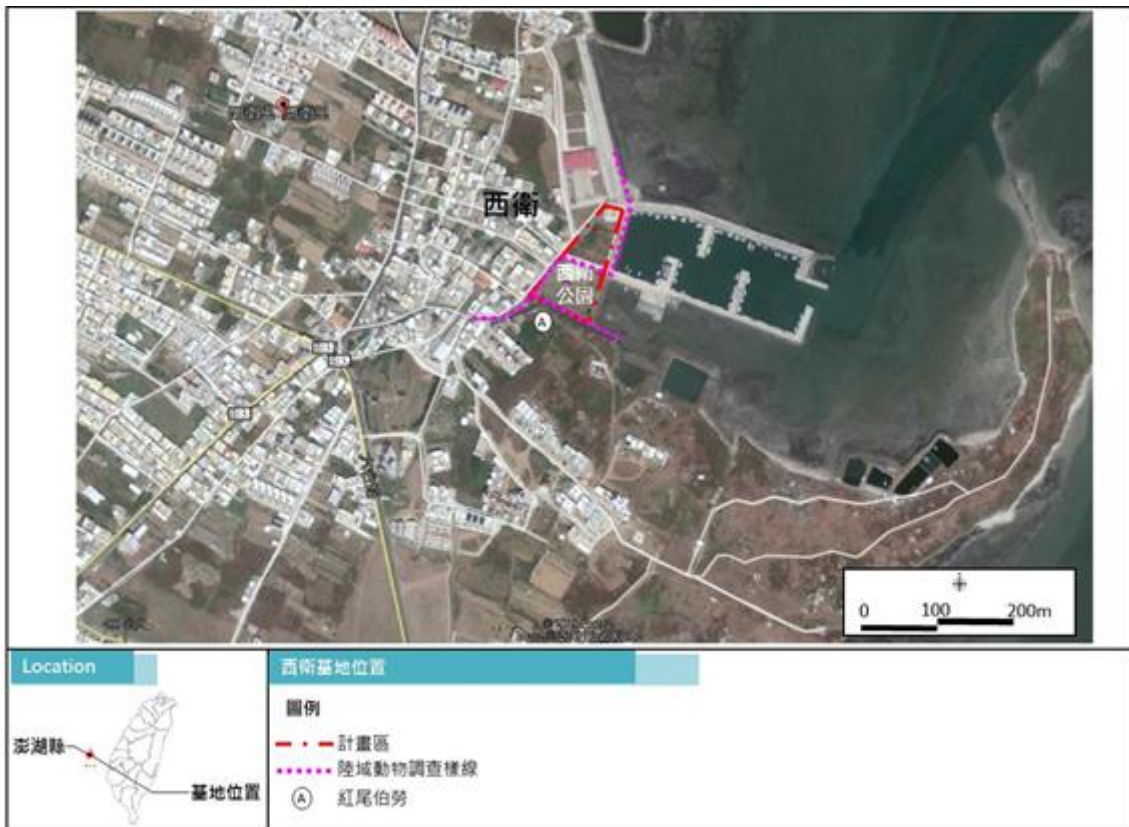 西衛
西衛
公園
A
0 100 200m
Location
澎湖縣
基地位置
西衛基地位置
圖例
計畫區
陸域動物調查樣線
A 紅尾伯勞